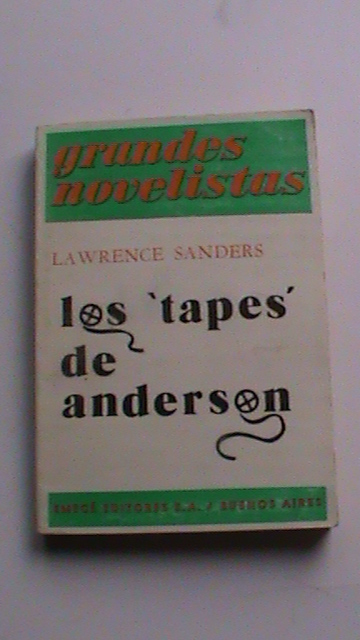 grandes
novelistas
LAWRENCE SANDERS
los 'tapes'
de
anderson
EMECÉ EDITORES S.A. / BUENOS AIRES